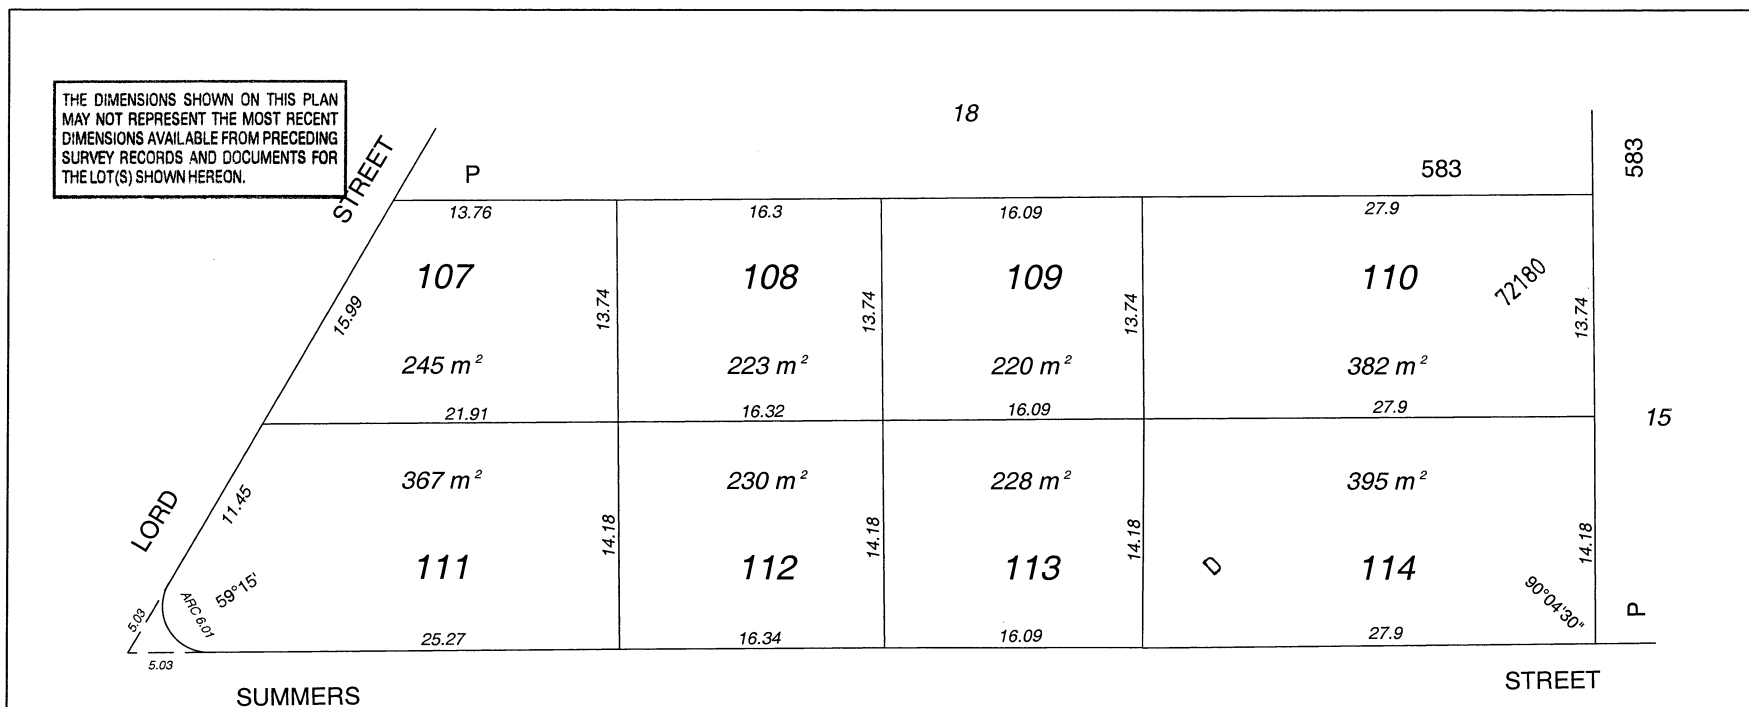 THE DIMENSIONS SHOWN ON THIS PLAN
MAY NOT REPRESENT THE MOST RECENT
DIMENSIONS AVAILABLE FROM PRECEDING
SURVEY RECORDS AND DOCUMENTS FOR
THE LOT(S) SHOWN HEREON.
18
583
583
P
STREET
13.76
16.3
16.09
27.9
107
108
109
110
72180
15.99
13.74
13.74
13.74
13.74
245 m²
223 m²
220 m²
382 m²
21.91
16.32
16.09
27.9
15
367 m²
230 m²
228 m²
395 m²
LORD
11.45
14.18
14.18
14.18
14.18
111
112
113
D
114
59°15'
ARC 6.01
5.03
90°04'30"
P
25.27
16.34
16.09
27.9
5.03
SUMMERS
STREET